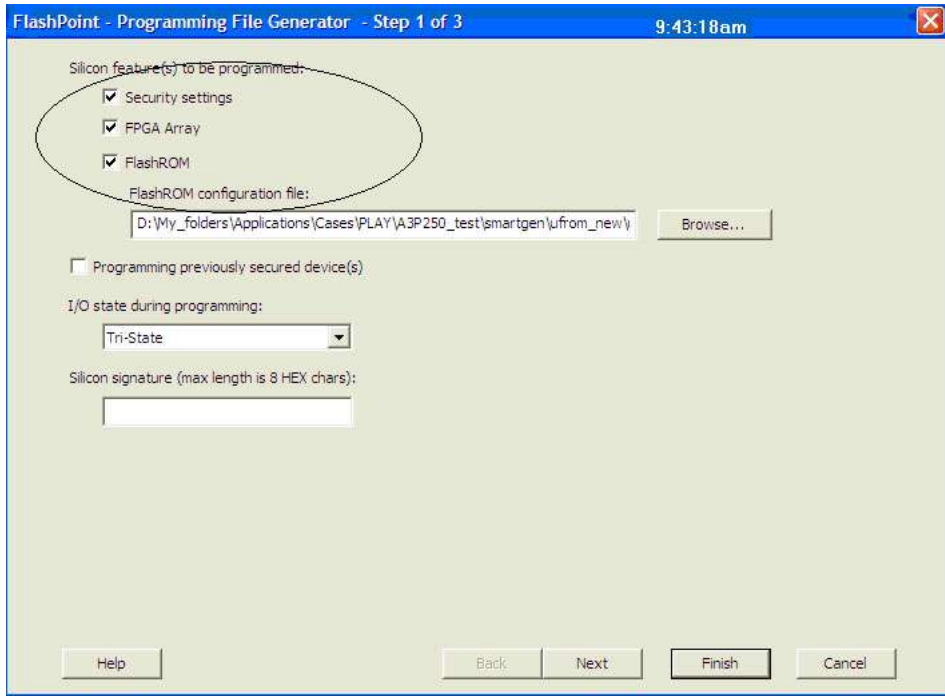 FlashPoint - Programming File Generator - Step 1 of 3 9:43:18am
Silicon feature(s) to be programmed:
Security settings
FPGA Array
FlashROM
FlashROM configuration file:
D:\My_folders\Applications\Cases\PLAY\A3P250_test\smartgen\ufrom_new\ Browse...
Programming previously secured device(s)
I/O state during programming:
Tri-State
Silicon signature (max length is 8 HEX chars):
Help Back Next Finish Cancel